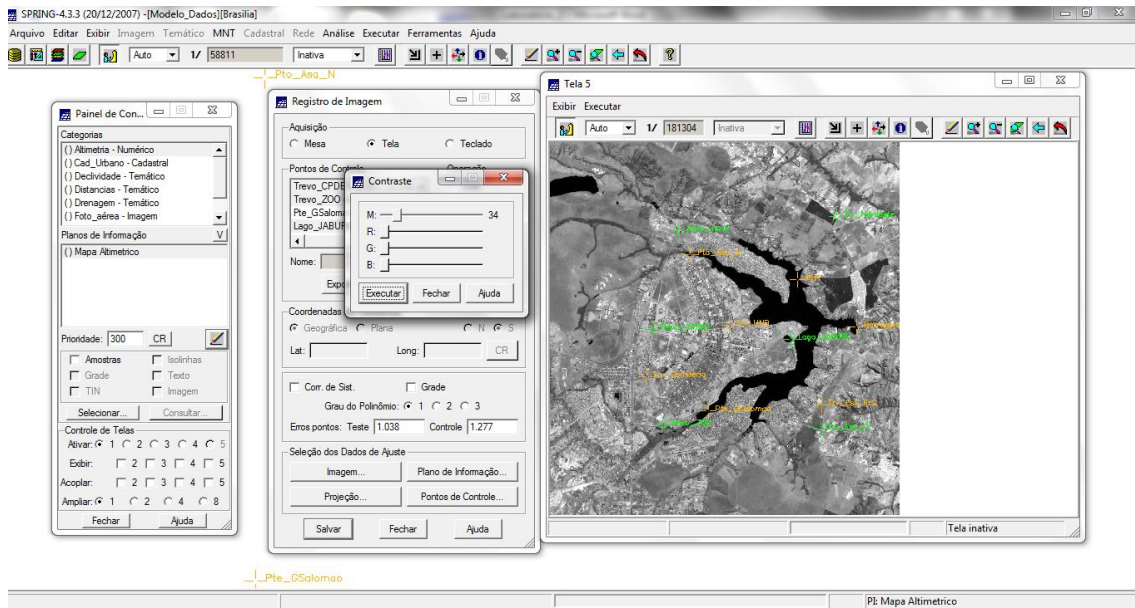 SPRING-4.3.3 (20/12/2007) -[Modelo_Dados][Brasilia]
Arquivo Editar Exibir Imagem Temático MNT Cadastral Rede Análise Executar Ferramentas Ajuda
Auto 1/ 58811 Inativa
Pto_Asa_N
Painel de Con...
Categorias
( ) Altimetria - Numérico
( ) Cad_Urbano - Cadastral
( ) Declividade - Temático
( ) Distancias - Temático
( ) Drenagem - Temático
( ) Foto_aérea - Imagem
Planos de Informação V
( ) Mapa Altimetrico
Prioridade: 300 CR
Amostras Isolinhas
Grade Texto
TIN Imagem
Selecionar... Consultar...
Controle de Telas
Ativar: 1 2 3 4 5
Exibir: 2 3 4 5
Acoplar: 2 3 4 5
Ampliar: 1 2 4 8
Fechar Ajuda
Registro de Imagem
Aquisição
Mesa Tela Teclado
Pontos de Controle Operação
Trevo_CPDB
Trevo_ZOO
Pte_GSalom
Lago_JABUR
Nome:
Expo
Contraste
M: 34
R:
G:
B:
Executar Fechar Ajuda
Coordenadas
Geográfica Plana N S
Lat: Long: CR
Corr. de Sist. Grade
Grau do Polinômio: 1 2 3
Erros pontos: Teste 1.038 Controle 1.277
Seleção dos Dados de Ajuste
Imagem... Plano de Informação...
Projeção... Pontos de Controle...
Salvar Fechar Ajuda
Tela 5
Exibir Executar
Auto 1/ 181304 Inativa
Pto_Asa_N
Pte_GSalomao
Tela inativa
Pte_GSalomao
PI: Mapa Altimetrico